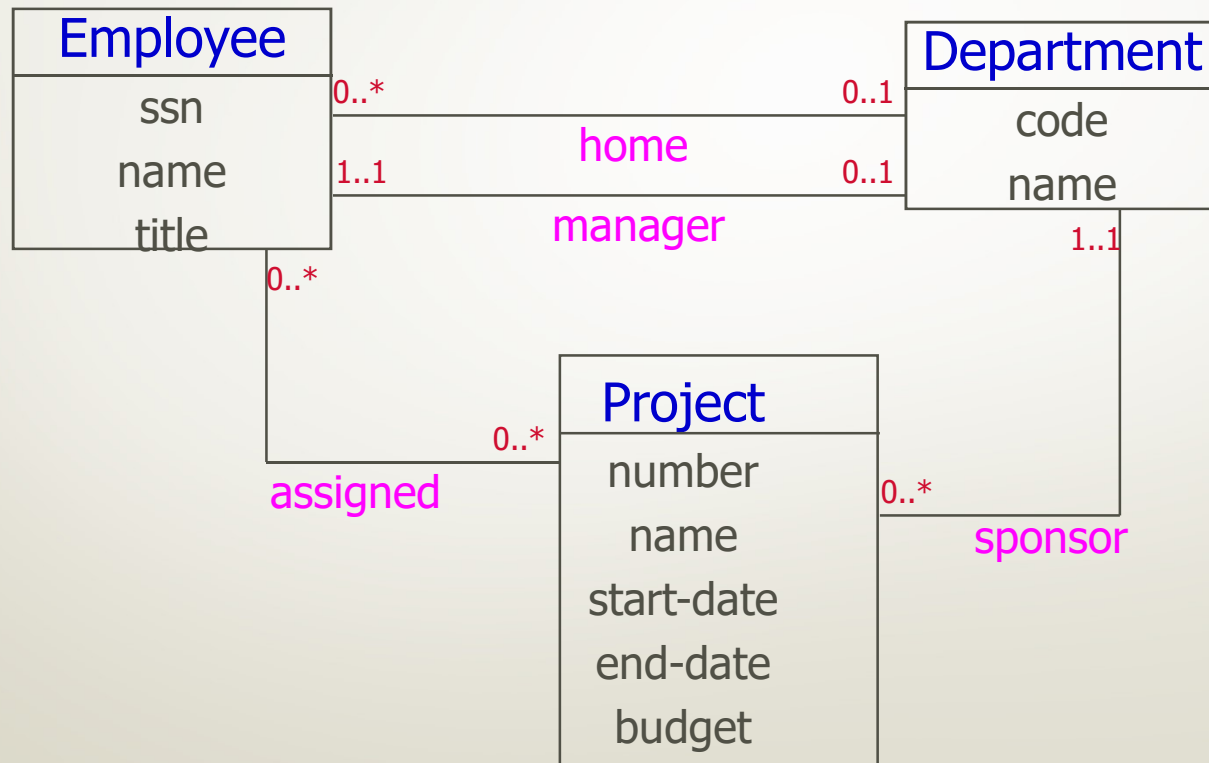 Employee
ssn
name
title
0..*
0..1
home
1..1
0..1
manager
Department
code
name
1..1
0..*
0..*
assigned
Project
number
name
start-date
end-date
budget
0..*
sponsor